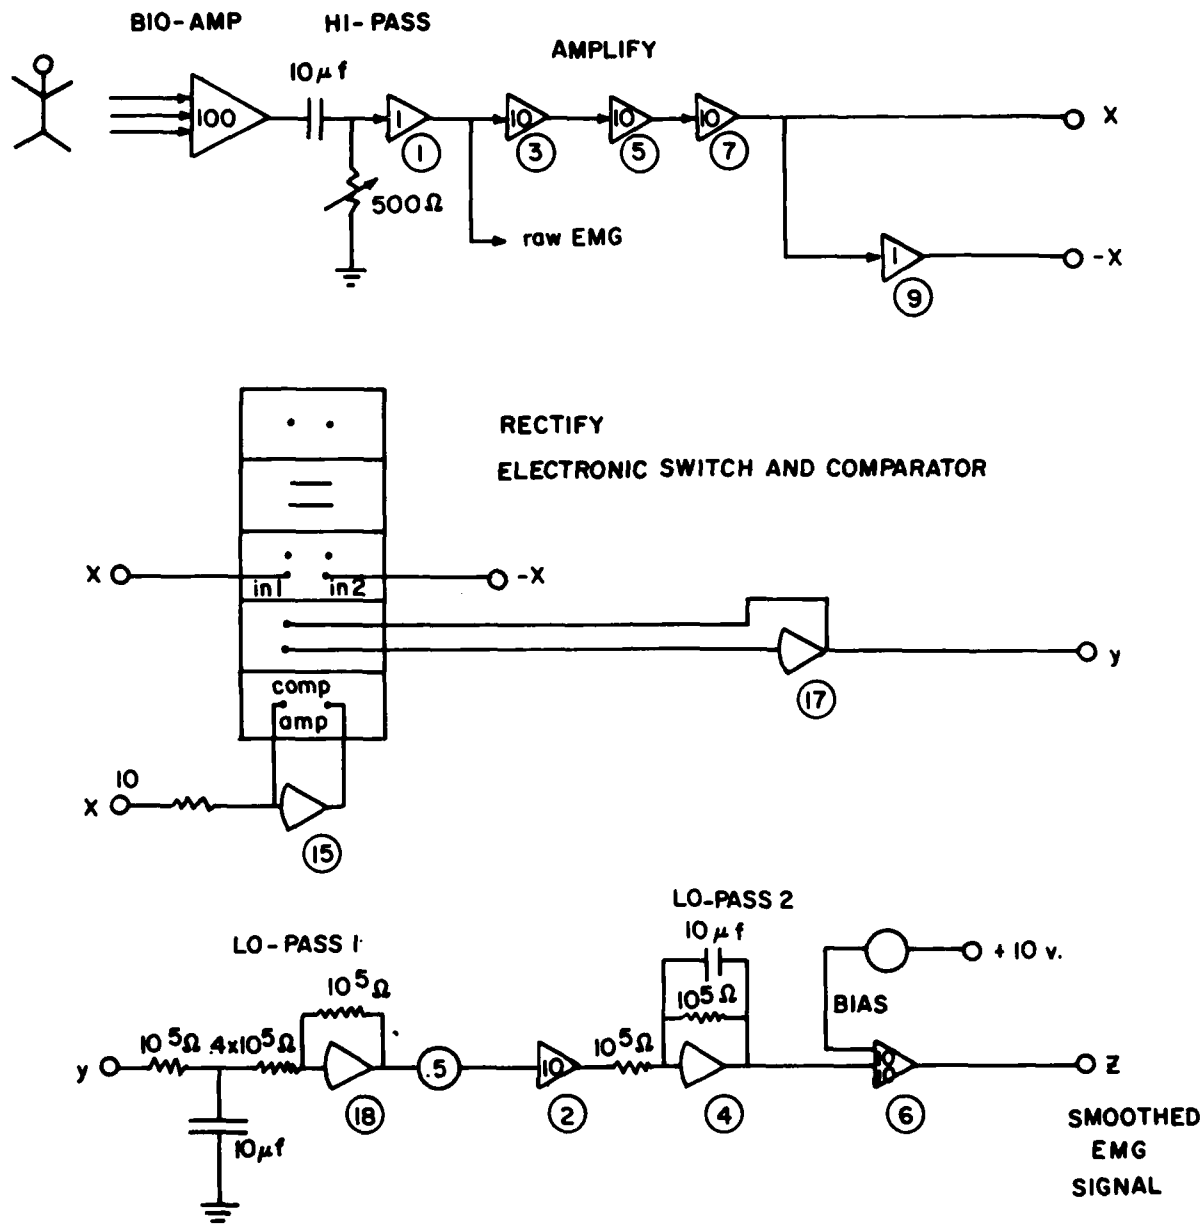 BIO-AMP HI-PASS
AMPLIFY
10 μf
100 1 10 10 10 X
1 3 5 7
500 Ω
raw EMG
1 -X
9
RECTIFY
ELECTRONIC SWITCH AND COMPARATOR
X in1 in2 -X
y
17
comp
amp
10
X
15
LO-PASS 2
10 μf
LO-PASS 1
+10 v.
10⁵Ω
10⁵Ω
BIAS
10⁵Ω .4x10⁵Ω
10⁵Ω
10
10
y .5 10 Z
18 2 4 6
10μf
SMOOTHED
EMG
SIGNAL